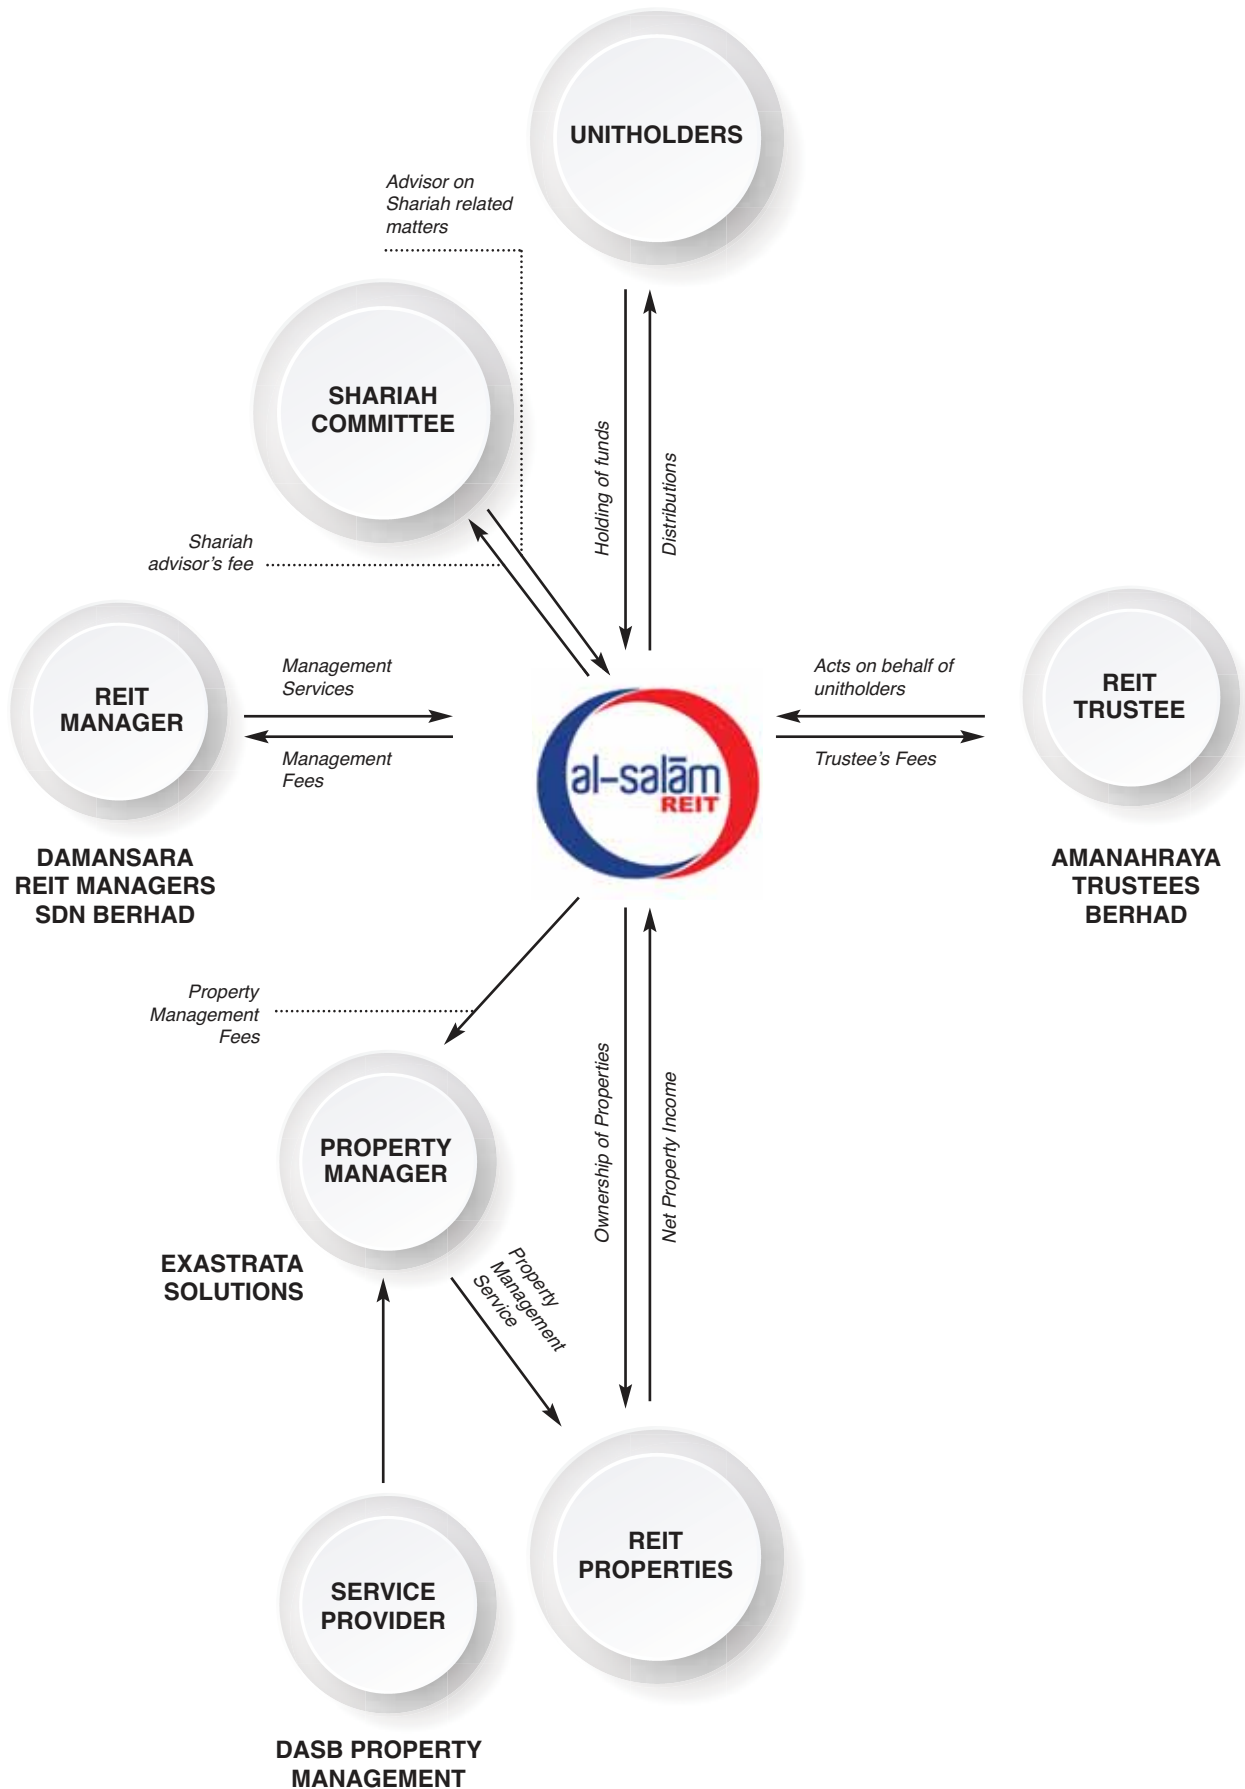 UNITHOLDERS
Advisor on
Shariah related
matters
SHARIAH
COMMITTEE
Holding of funds
Distributions
Shariah
advisor's fee
REIT
MANAGER
Management
Services
Management
Fees
DAMANSARA
REIT MANAGERS
SDN BERHAD
al-salām
REIT
Acts on behalf of
unitholders
Trustee's Fees
REIT
TRUSTEE
AMANAHRAYA
TRUSTEES
BERHAD
Property
Management
Fees
PROPERTY
MANAGER
EXASTRATA
SOLUTIONS
Property
Management
Service
Ownership of Properties
Net Property Income
REIT
PROPERTIES
SERVICE
PROVIDER
DASB PROPERTY
MANAGEMENT